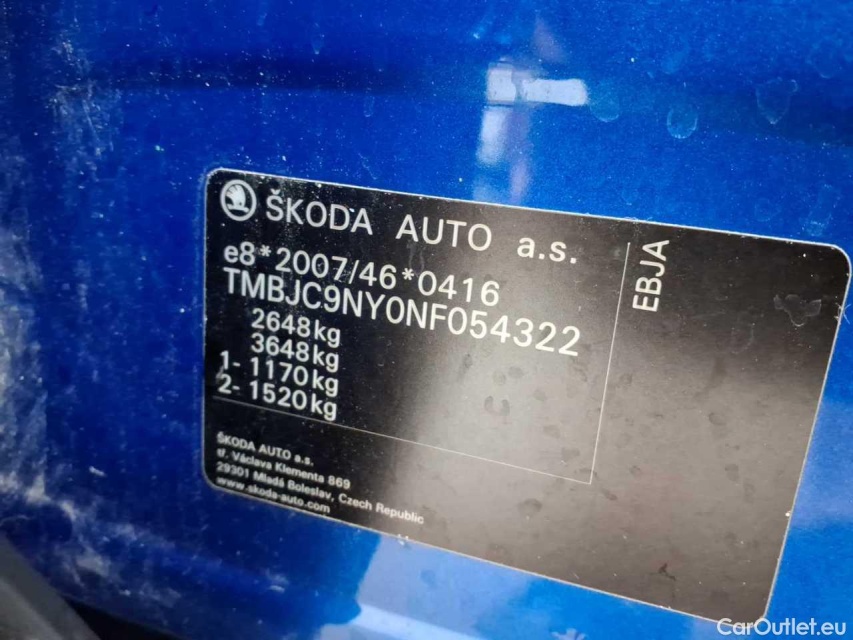 ŠKODA AUTO a.s.
e8*2007/46*0416
TMBJC9NY0NF054322
2648kg
3648kg
1- 1170kg
2- 1520kg
EBJA
ŠKODA AUTO a.s.
tř. Václava Klementa 869
29301 Mladá Boleslav, Czech Republic
www.skoda-auto.com
CarOutlet.eu